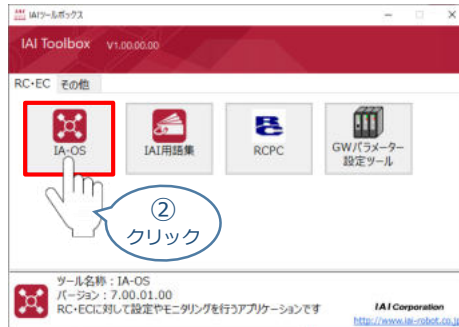 IAIツールボックス
IAI Toolbox V1.00.00.00
RC・EC その他
IA-OS
IAI用語集
RCPC
GWパラメーター
設定ツール
②
クリック
ツール名称：IA-OS
バージョン：7.00.01.00
RC・ECに対して設定やモニタリングを行うアプリケーションです
IAI Corporation
http://www.iai-robot.co.jp